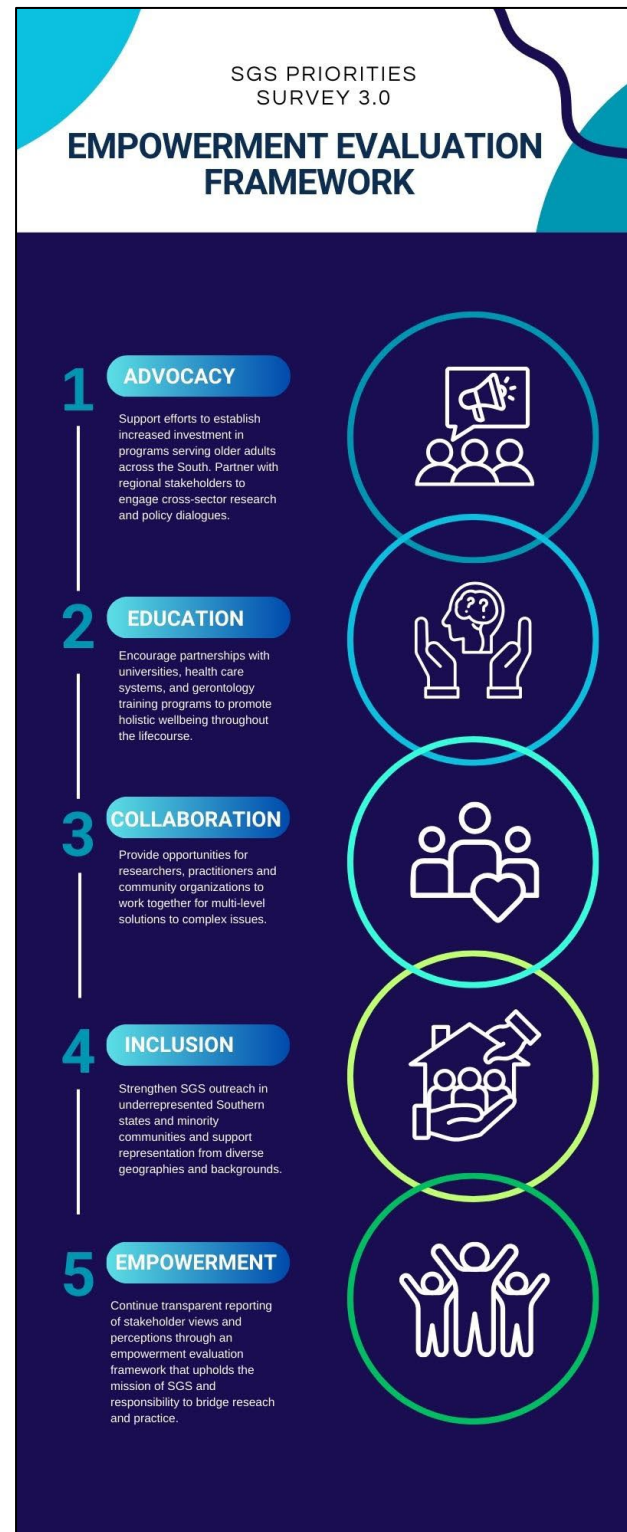 SGS PRIORITIES
SURVEY 3.0
EMPOWERMENT EVALUATION
FRAMEWORK
1
ADVOCACY
Support efforts to establish
increased investment in
programs serving older adults
across the South. Partner with
regional stakeholders to
engage cross-sector research
and policy dialogues.
2
EDUCATION
Encourage partnerships with
universities, health care
systems, and gerontology
training programs to promote
holistic wellbeing throughout
the lifecourse.
3
COLLABORATION
Provide opportunities for
researchers, practitioners and
community organizations to
work together for multi-level
solutions to complex issues.
4
INCLUSION
Strengthen SGS outreach in
underrepresented Southern
states and minority
communities and support
representation from diverse
geographies and backgrounds.
5
EMPOWERMENT
Continue transparent reporting
of stakeholder views and
perceptions through an
empowerment evaluation
framework that upholds the
mission of SGS and
responsibility to bridge reseach
and practice.
? ?